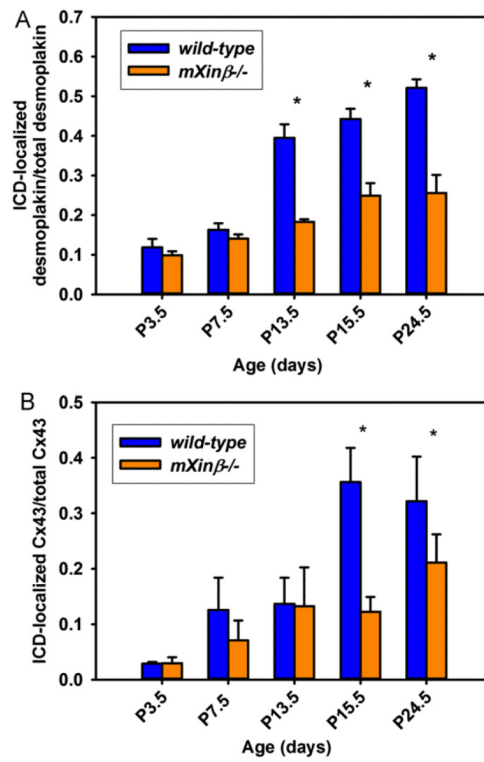 A
0.7
0.6
0.5
0.4
0.3
0.2
0.1
0.0
ICD-localized
desmoplakin/total desmoplakin
wild-type
mXinβ-/-
*
*
*
P3.5
P7.5
P13.5
P15.5
P24.5
Age (days)
B
0.5
0.4
0.3
0.2
0.1
0.0
ICD-localized Cx43/total Cx43
wild-type
mXinβ-/-
*
*
P3.5
P7.5
P13.5
P15.5
P24.5
Age (days)